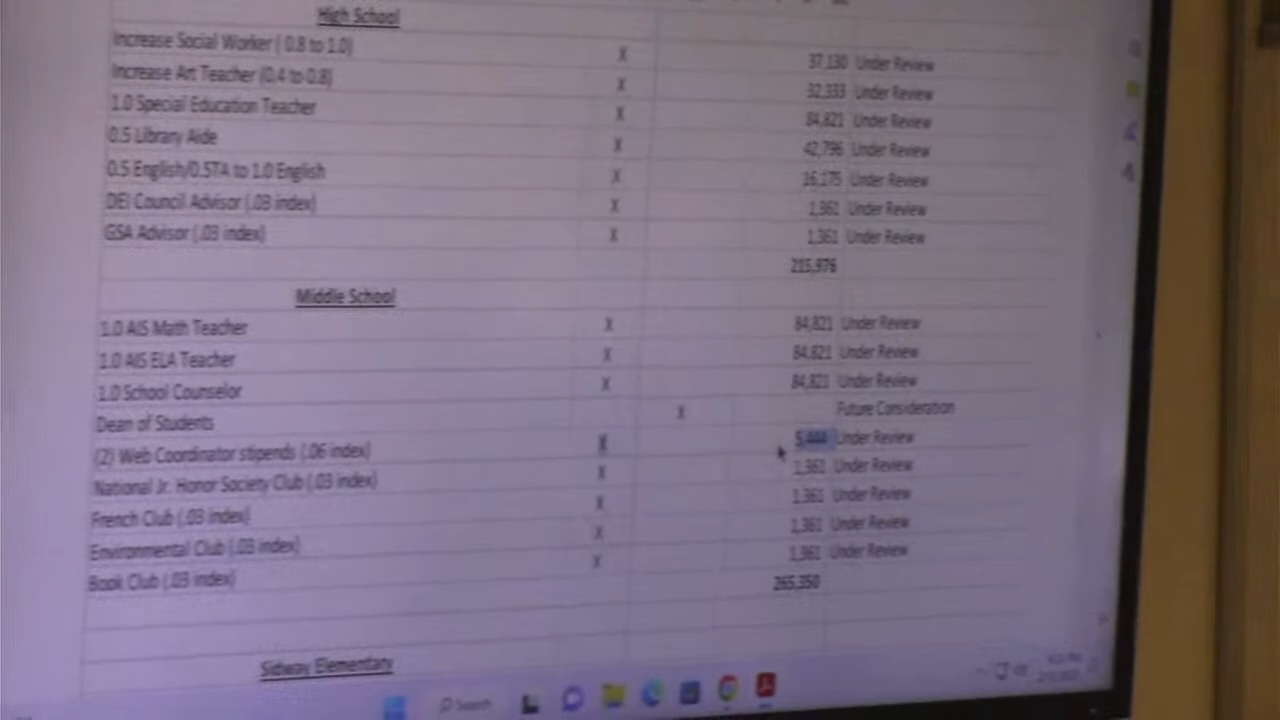 High School
Increase Social Worker ( 0.8 to 1.0) X 37,130 Under Review
Increase Art Teacher (0.4 to 0.8) X 32,333 Under Review
1.0 Special Education Teacher X 84,821 Under Review
0.5 Library Aide X 42,796 Under Review
0.5 English/0.5TA to 1.0 English X 16,175 Under Review
DEI Council Advisor (.03 index) X 1,361 Under Review
GSA Advisor (.03 index) X 1,361 Under Review
215,976
Middle School
1.0 AIS Math Teacher X 84,821 Under Review
1.0 AIS ELA Teacher X 84,821 Under Review
1.0 School Counselor X 84,821 Under Review
Dean of Students X Future Consideration
(2) Web Coordinator stipends (.06 index) X 5,444 Under Review
National Jr. Honor Society Club (.03 index) X 1,361 Under Review
French Club (.03 index) X 1,361 Under Review
Environmental Club (.03 index) X 1,361 Under Review
Book Club (.03 index) X 1,361 Under Review
265,350
Sidway Elementary
Search